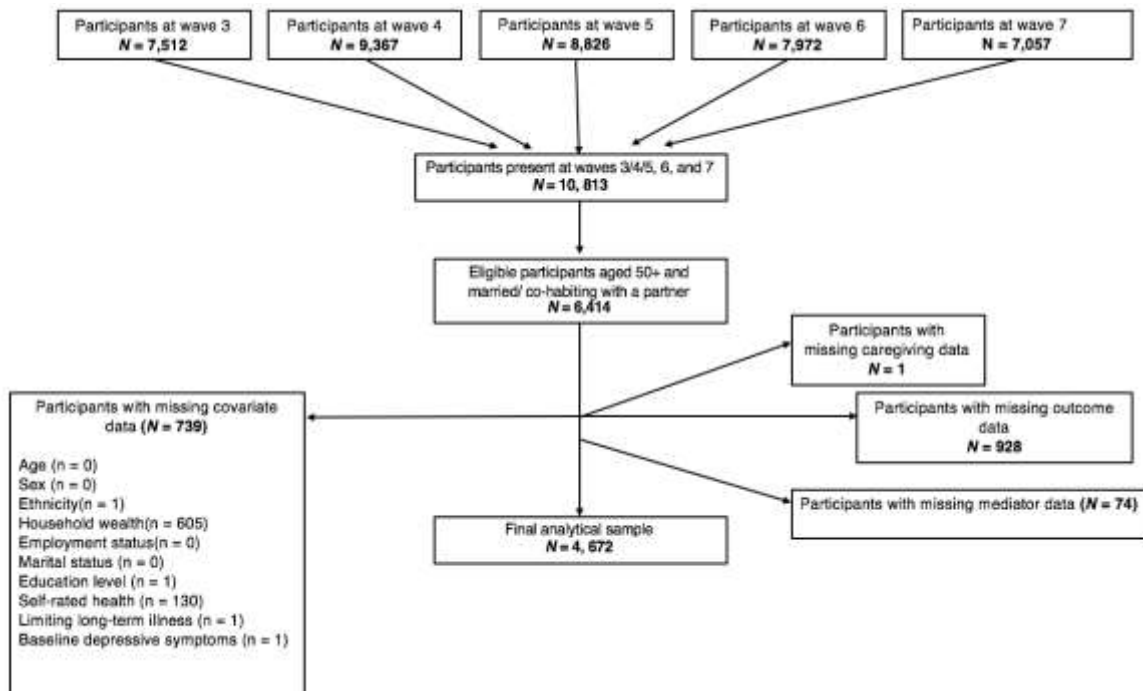 Participants at wave 3
N = 7,512
Participants at wave 4
N = 9,367
Participants at wave 5
N = 8,826
Participants at wave 6
N = 7,972
Participants at wave 7
N = 7,057
Participants present at waves 3/4/5, 6, and 7
N = 10, 813
Eligible participants aged 50+ and
married/ co-habiting with a partner
N = 6,414
Participants with
missing caregiving data
N = 1
Participants with missing covariate
data (N = 739)
Age (n = 0)
Sex (n = 0)
Ethnicity(n = 1)
Household wealth(n = 605)
Employment status(n = 0)
Marital status (n = 0)
Education level (n = 1)
Self-rated health (n = 130)
Limiting long-term illness (n = 1)
Baseline depressive symptoms (n = 1)
Participants with missing outcome
data
N = 928
Participants with missing mediator data (N = 74)
Final analytical sample
N = 4, 672